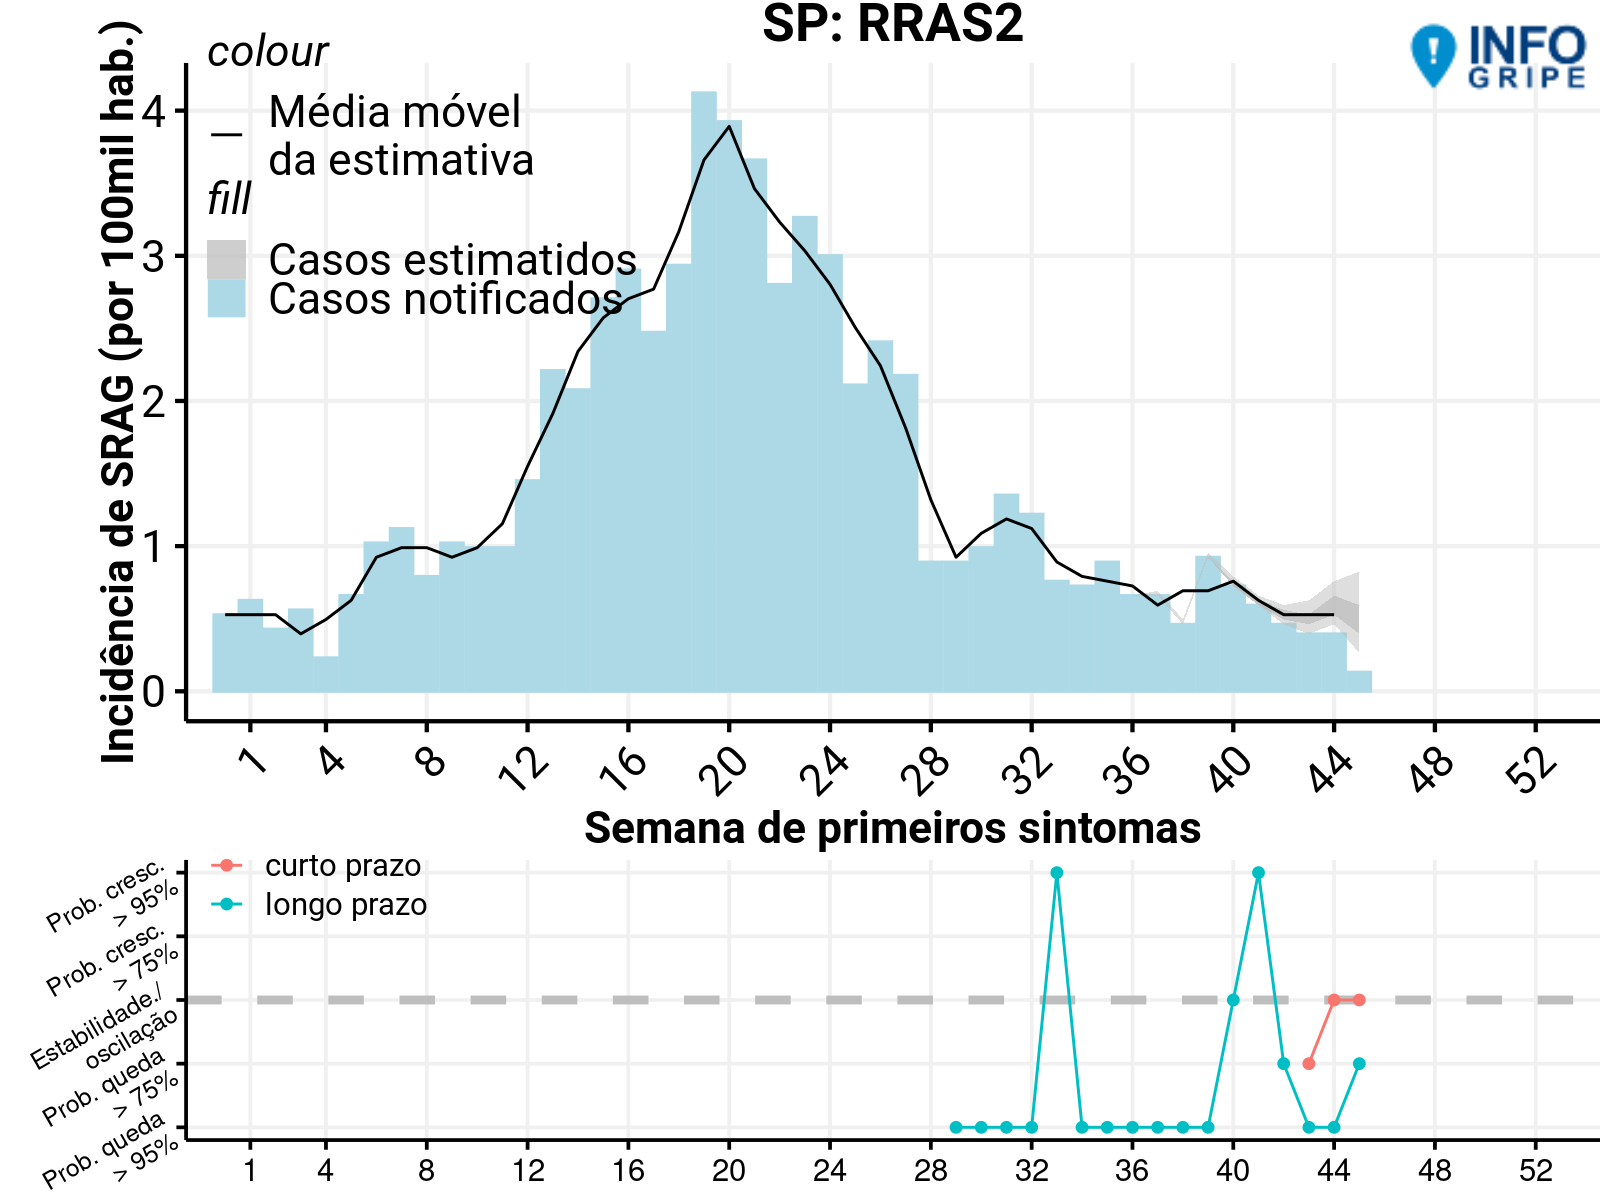 SP: RRAS2
INFO
GRIPE
Incidência de SRAG (por 100mil hab.)
colour
Média móvel
da estimativa
fill
Casos estimatidos
Casos notificados
4
3
2
1
0
1 4 8 12 16 20 24 28 32 36 40 44 48 52
Semana de primeiros sintomas
curto prazo
longo prazo
Prob. cresc.
> 95%
Prob. cresc.
> 75%
Estabilidade./
oscilação
Prob. queda
> 75%
Prob. queda
> 95%
1 4 8 12 16 20 24 28 32 36 40 44 48 52